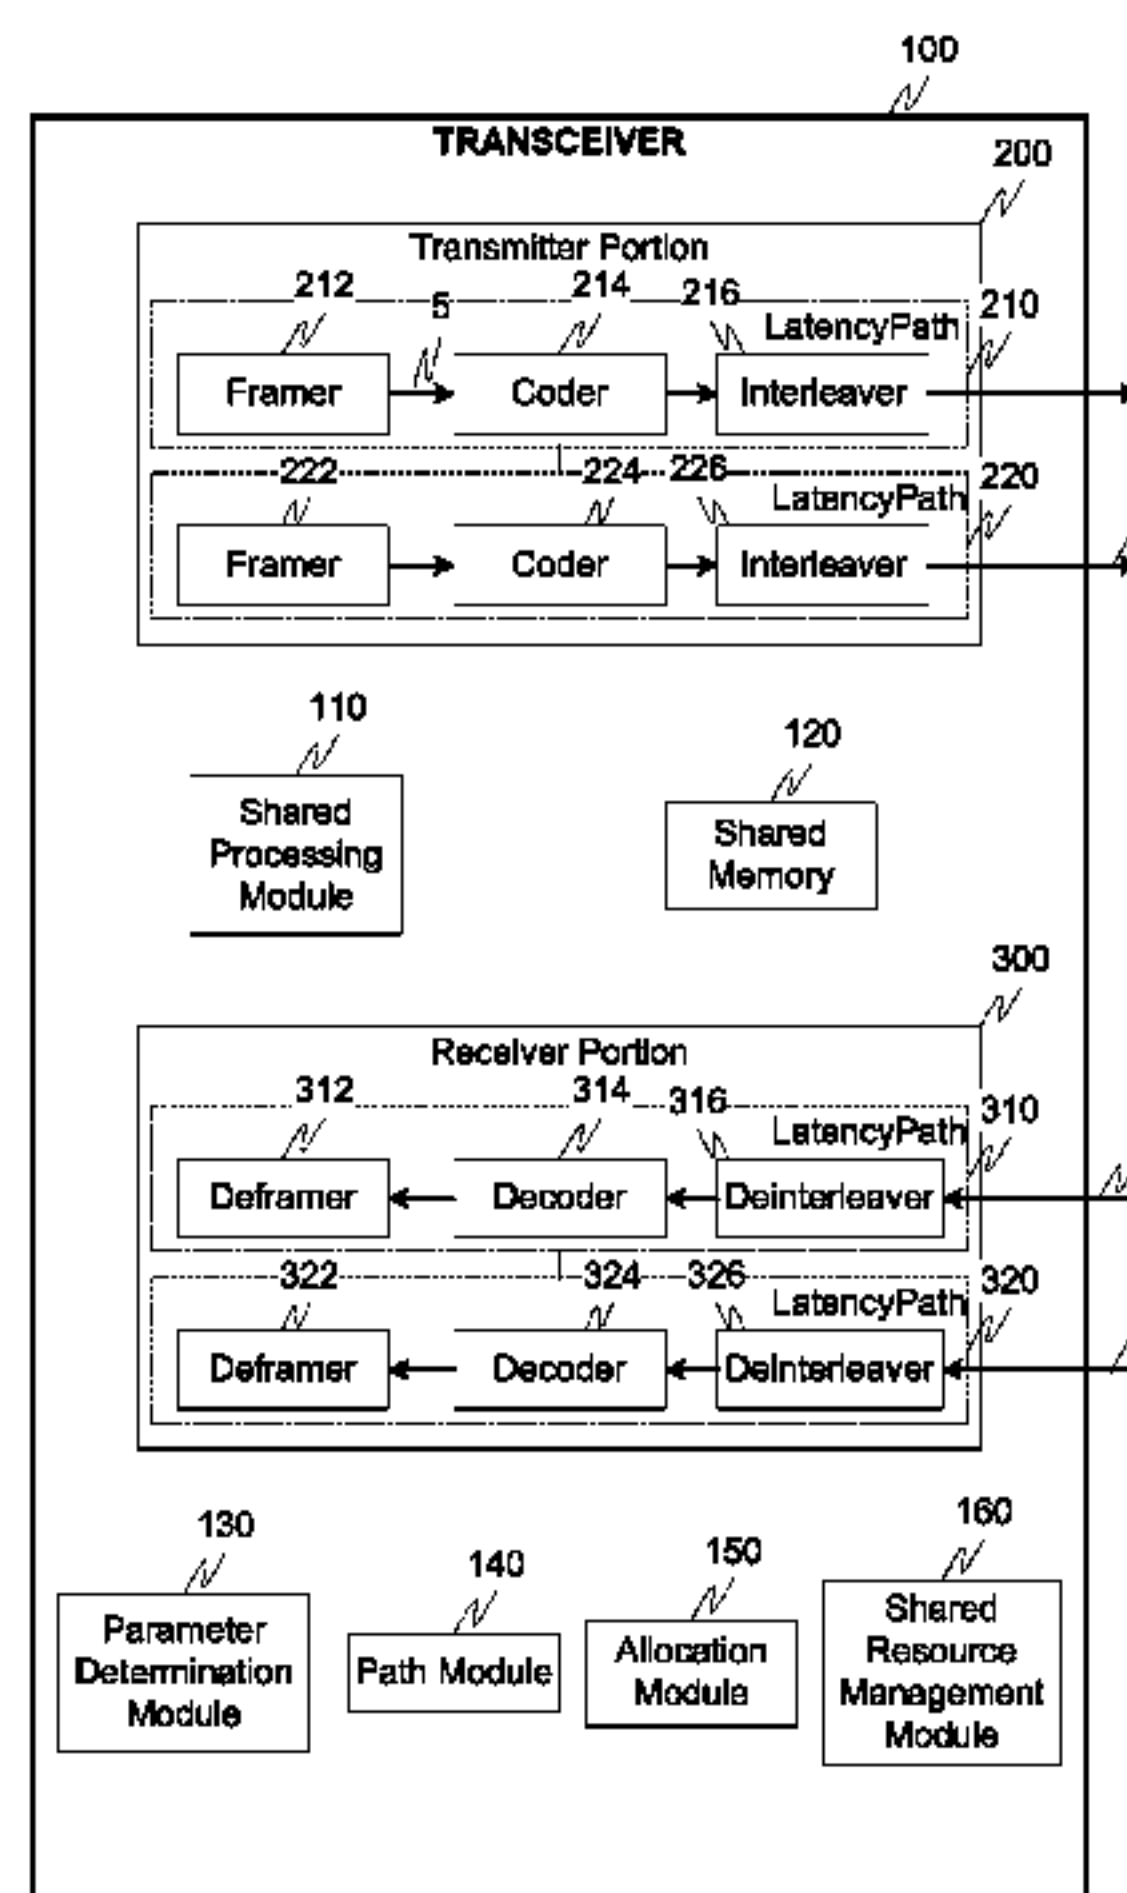 100
TRANSCEIVER
200
Transmitter Portion
212
5
214
216
LatencyPath
210
Framer
Coder
Interleaver
222
224
226
LatencyPath
220
Framer
Coder
Interleaver
110
120
Shared
Processing
Module
Shared
Memory
300
Receiver Portion
312
314
316
LatencyPath
310
Deframer
Decoder
Deinterleaver
322
324
326
LatencyPath
320
Deframer
Decoder
Deinterleaver
130
140
150
160
Parameter
Determination
Module
Path Module
Allocation
Module
Shared
Resource
Management
Module